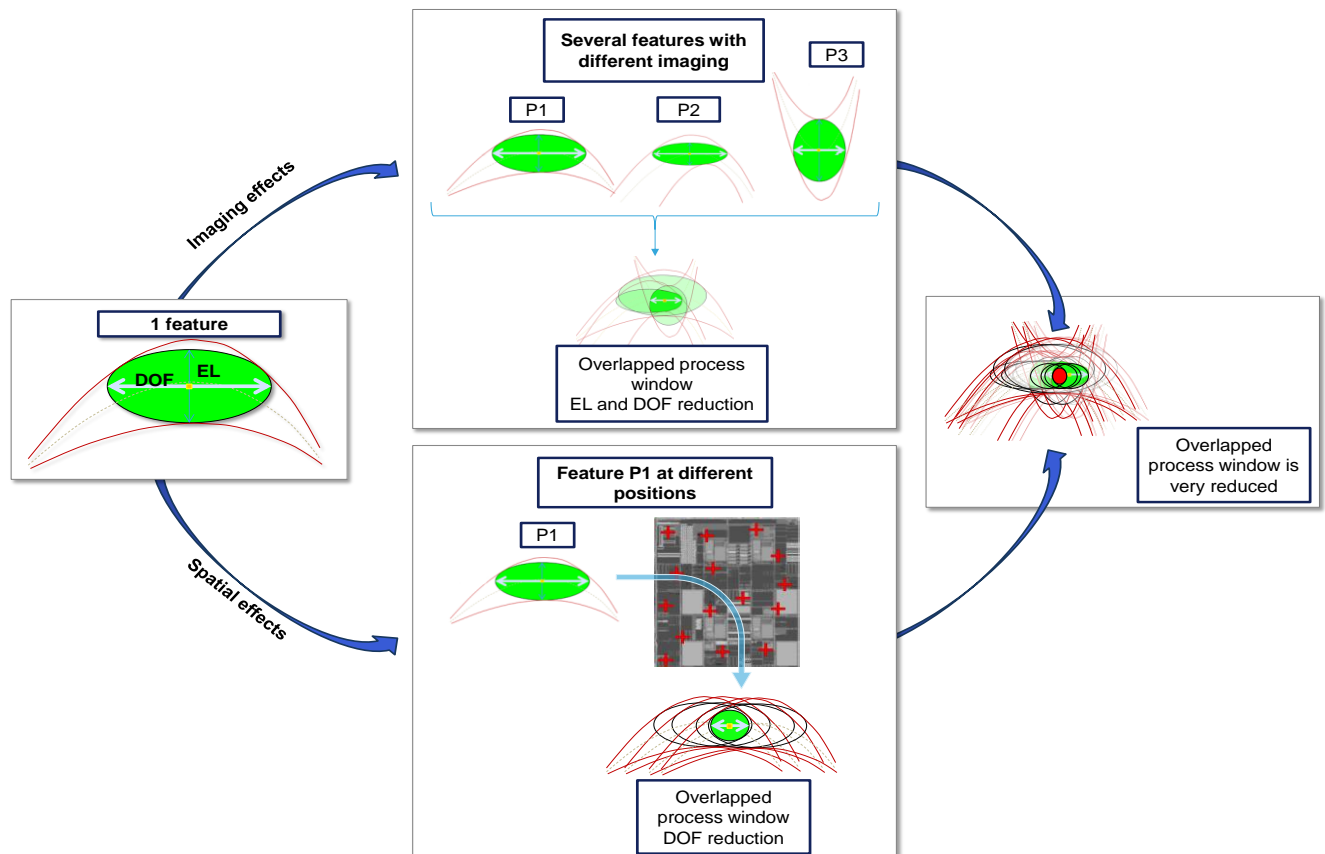 Several features with
different imaging
P3
P1
P2
Imaging effects
Overlapped process
window
EL and DOF reduction
1 feature
DOF
EL
Overlapped
process window is
very reduced
Spatial effects
Feature P1 at different
positions
P1
Overlapped
process window
DOF reduction